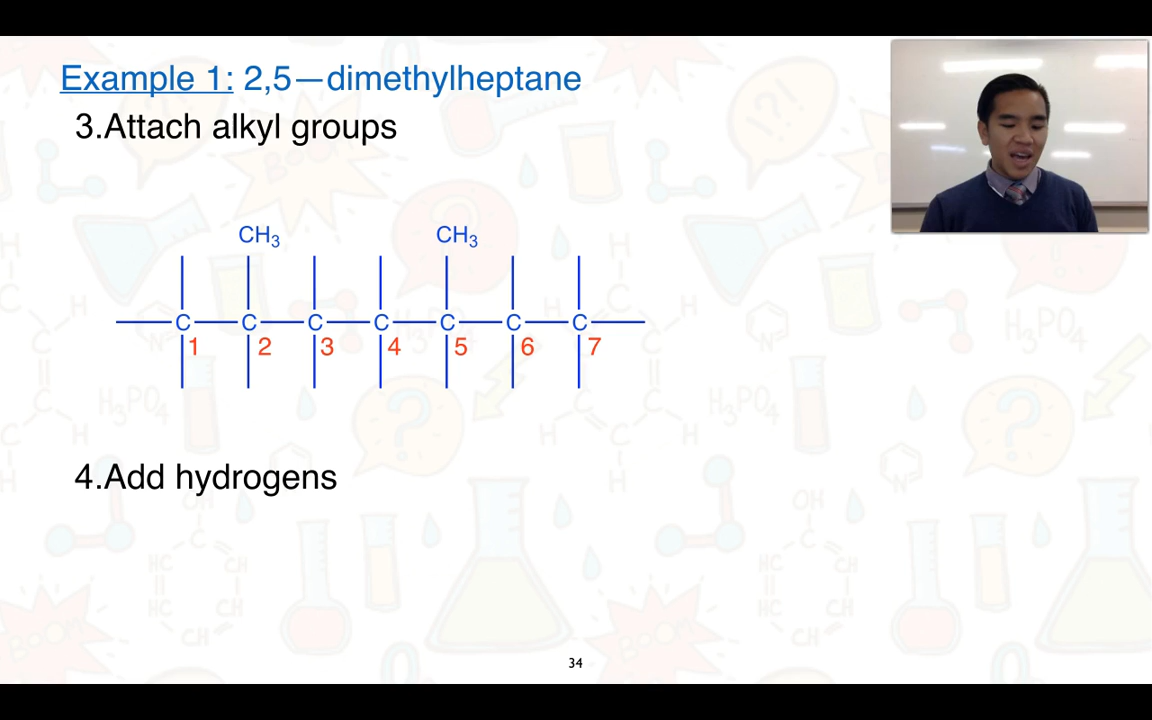 Example 1: 2,5—dimethylheptane
3.Attach alkyl groups
CH₃ CH₃
C C C C C C C
1 2 3 4 5 6 7
4.Add hydrogens
34